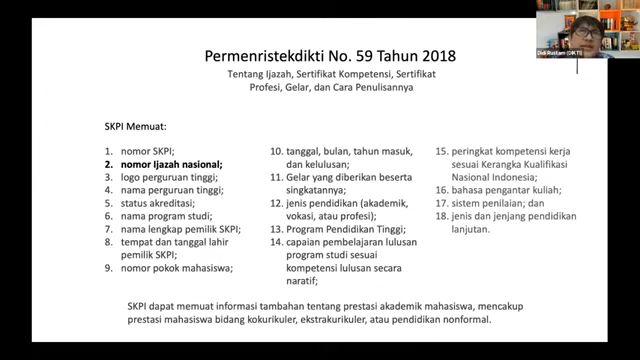 Permenristekdikti No. 59 Tahun 2018
Tentang Ijazah, Sertifikat Kompetensi, Sertifikat
Profesi, Gelar, dan Cara Penulisannya
SKPI Memuat:
1. nomor SKPI;
2. nomor Ijazah nasional;
3. logo perguruan tinggi;
4. nama perguruan tinggi;
5. status akreditasi;
6. nama program studi;
7. nama lengkap pemilik SKPI;
8. tempat dan tanggal lahir
pemilik SKPI;
9. nomor pokok mahasiswa;
10. tanggal, bulan, tahun masuk,
dan kelulusan;
11. Gelar yang diberikan beserta
singkatannya;
12. jenis pendidikan (akademik,
vokasi, atau profesi);
13. Program Pendidikan Tinggi;
14. capaian pembelajaran lulusan
program studi sesuai
kompetensi lulusan secara
naratif;
15. peringkat kompetensi kerja
sesuai Kerangka Kualifikasi
Nasional Indonesia;
16. bahasa pengantar kuliah;
17. sistem penilaian; dan
18. jenis dan jenjang pendidikan
lanjutan.
SKPI dapat memuat informasi tambahan tentang prestasi akademik mahasiswa, mencakup
prestasi mahasiswa bidang kokurikuler, ekstrakurikuler, atau pendidikan nonformal.
Didi Rustam (DIKTI)